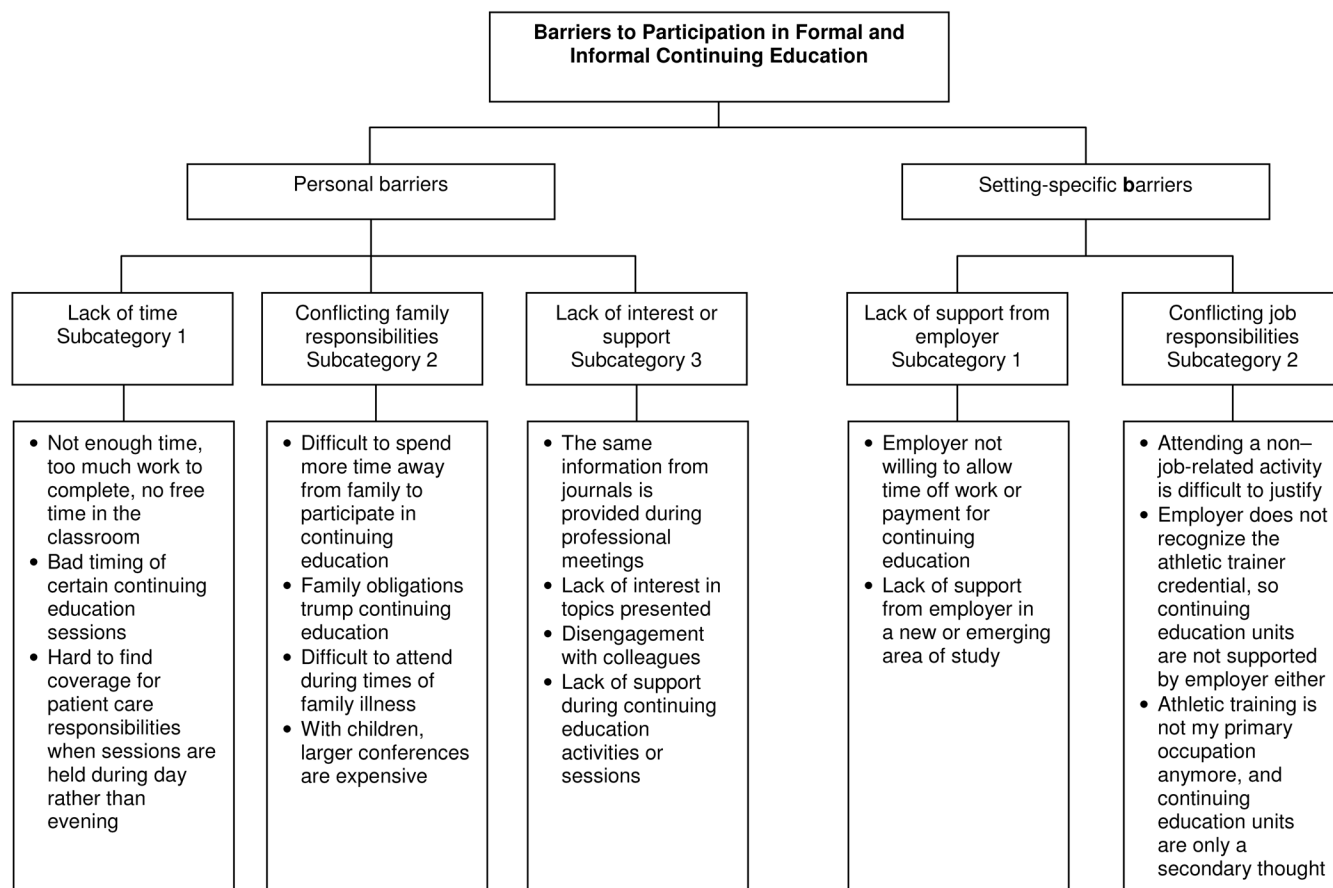 Barriers to Participation in Formal and
Informal Continuing Education
Personal barriers
Setting-specific barriers
Lack of time
Subcategory 1
Conflicting family
responsibilities
Subcategory 2
Lack of interest or
support
Subcategory 3
Lack of support from
employer
Subcategory 1
Conflicting job
responsibilities
Subcategory 2
• Not enough time,
too much work to
complete, no free
time in the
classroom
• Bad timing of
certain continuing
education
sessions
• Hard to find
coverage for
patient care
responsibilities
when sessions are
held during day
rather than
evening
• Difficult to spend
more time away
from family to
participate in
continuing
education
• Family obligations
trump continuing
education
• Difficult to attend
during times of
family illness
• With children,
larger conferences
are expensive
• The same
information from
journals is
provided during
professional
meetings
• Lack of interest in
topics presented
• Disengagement
with colleagues
• Lack of support
during continuing
education
activities or
sessions
• Employer not
willing to allow
time off work or
payment for
continuing
education
• Lack of support
from employer in
a new or emerging
area of study
• Attending a non–
job-related activity
is difficult to justify
• Employer does not
recognize the
athletic trainer
credential, so
continuing
education units
are not supported
by employer either
• Athletic training is
not my primary
occupation
anymore, and
continuing
education units
are only a
secondary thought